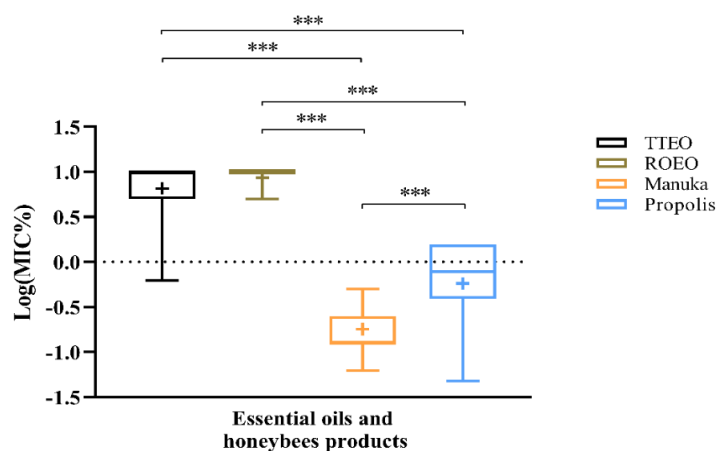 ***
***
***
***
***
1.5
1.0
0.5
0.0
-0.5
-1.0
-1.5
Log(MIC%)
Essential oils and
honeybees products
TTEO
ROEO
Manuka
Propolis